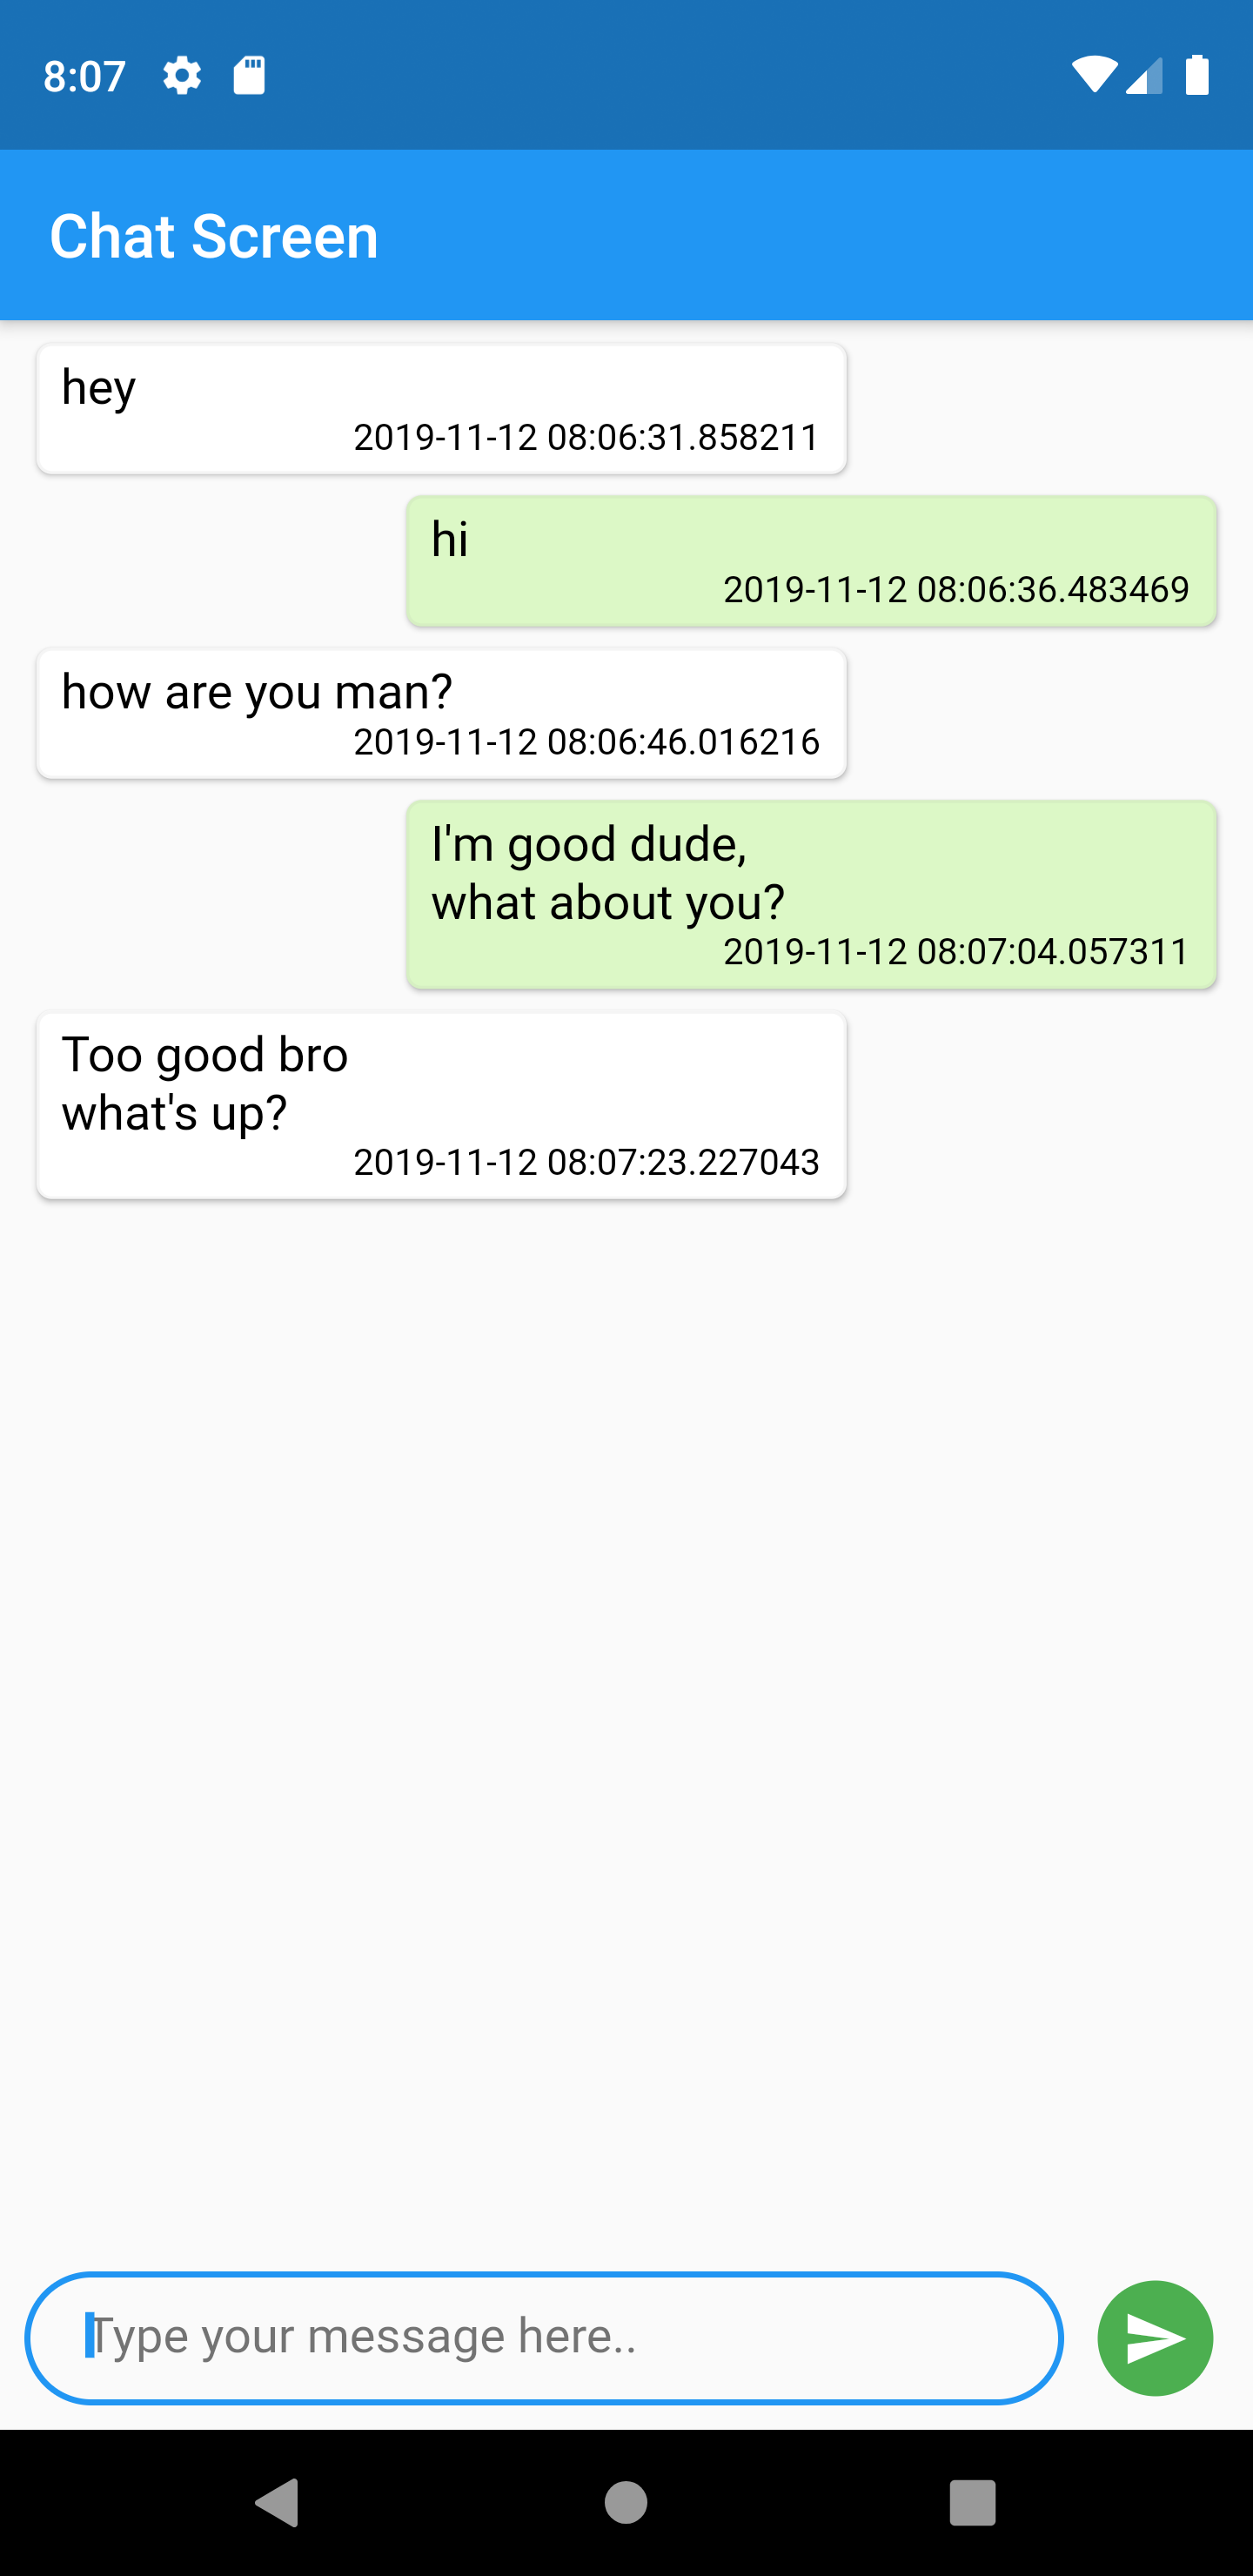 8:07
Chat Screen
hey
2019-11-12 08:06:31.858211
hi
2019-11-12 08:06:36.483469
how are you man?
2019-11-12 08:06:46.016216
I'm good dude,
what about you?
2019-11-12 08:07:04.057311
Too good bro
what's up?
2019-11-12 08:07:23.227043
Type your message here..